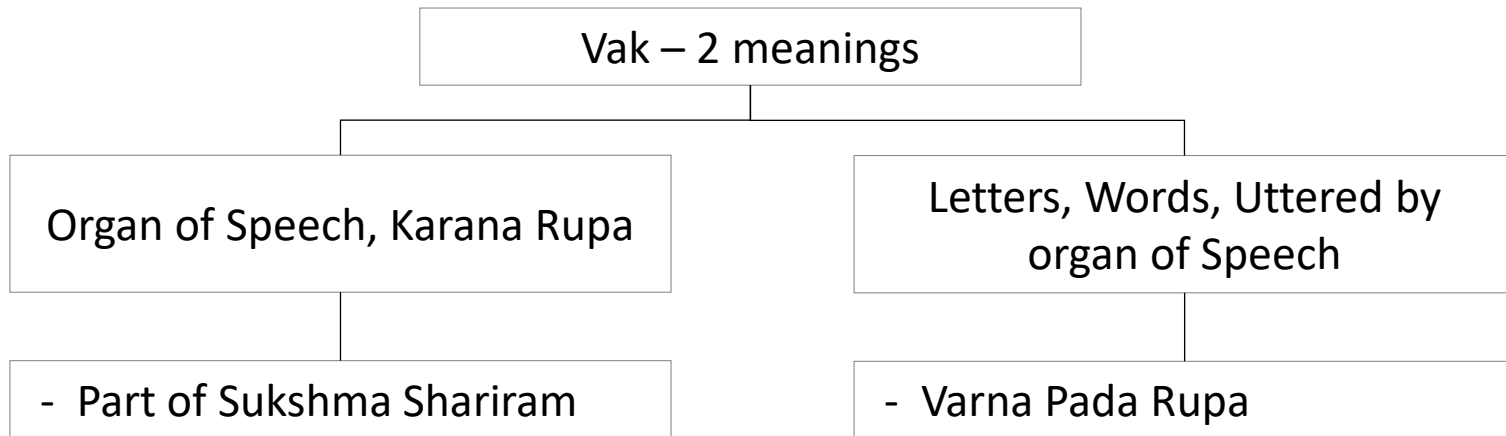 Vak – 2 meanings
Organ of Speech, Karana Rupa
Letters, Words, Uttered by
organ of Speech
- Part of Sukshma Shariram
- Varna Pada Rupa